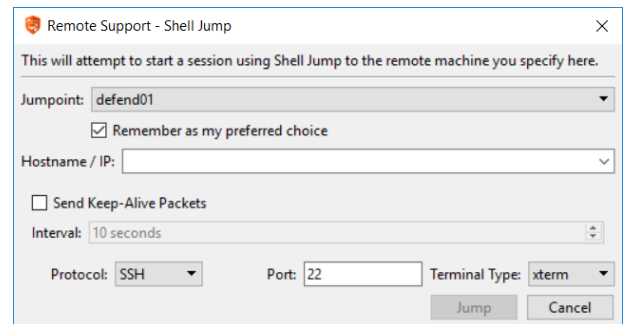 Remote Support - Shell Jump
This will attempt to start a session using Shell Jump to the remote machine you specify here.
Jumpoint: defend01
Remember as my preferred choice
Hostname / IP:
Send Keep-Alive Packets
Interval: 10 seconds
Protocol: SSH Port: 22 Terminal Type: xterm
Jump Cancel